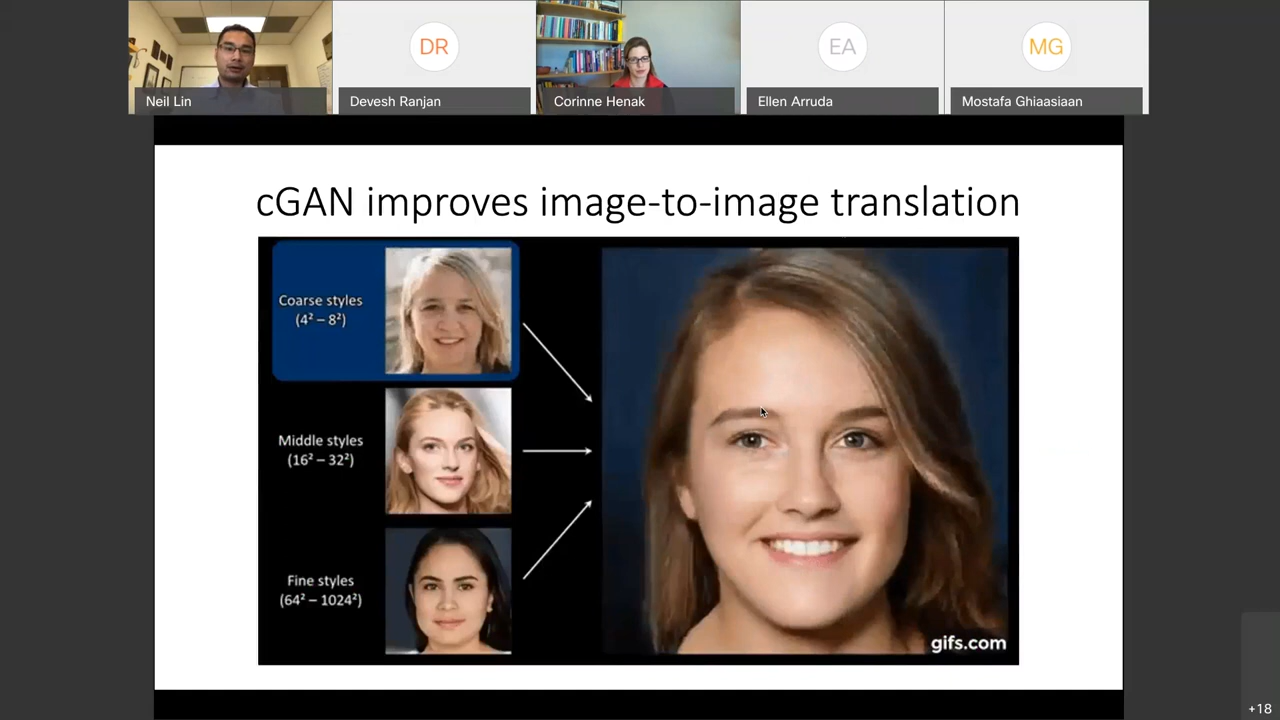 DR
EA
MG
Neil Lin
Devesh Ranjan
Corinne Henak
Ellen Arruda
Mostafa Ghiaasiaan
cGAN improves image-to-image translation
Coarse styles
(4² – 8²)
Middle styles
(16² – 32²)
Fine styles
(64² – 1024²)
gifs.com
+18